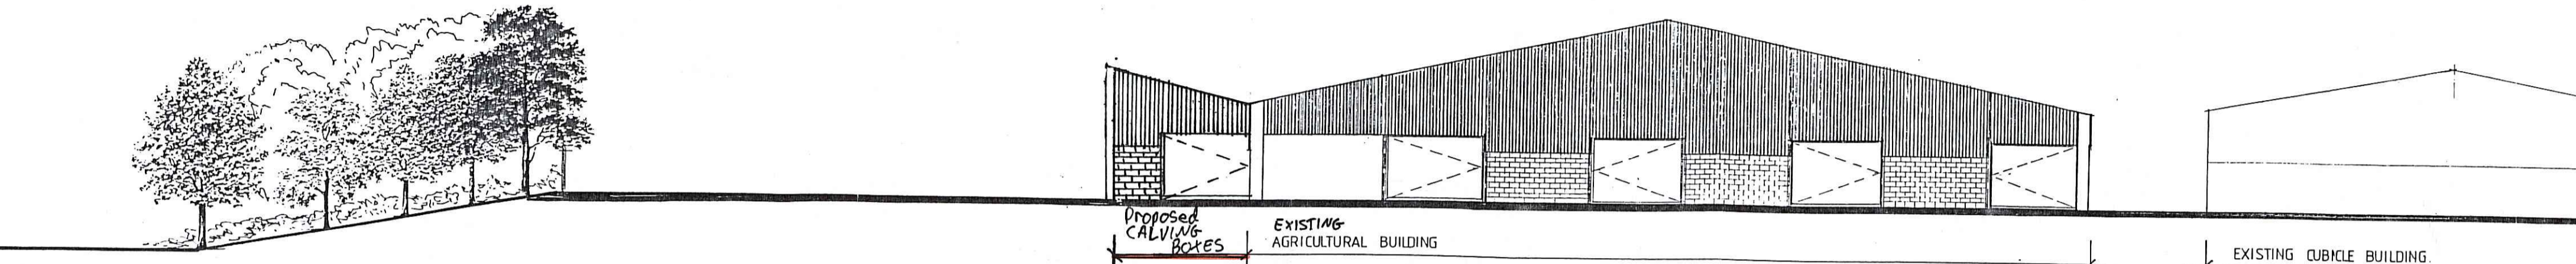 Proposed
CALVING
BOXES
EXISTING
AGRICULTURAL BUILDING
EXISTING CUBICLE BUILDING.